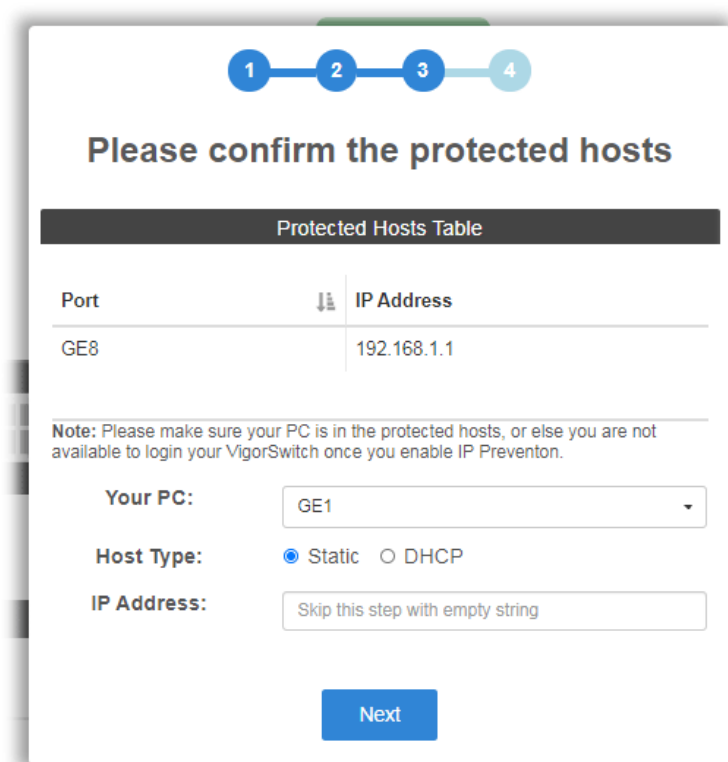 1 2 3 4
Please confirm the protected hosts
Protected Hosts Table
Port IP Address
GE8 192.168.1.1
Note: Please make sure your PC is in the protected hosts, or else you are not
available to login your VigorSwitch once you enable IP Preventon.
Your PC: GE1
Host Type: Static DHCP
IP Address: Skip this step with empty string
Next